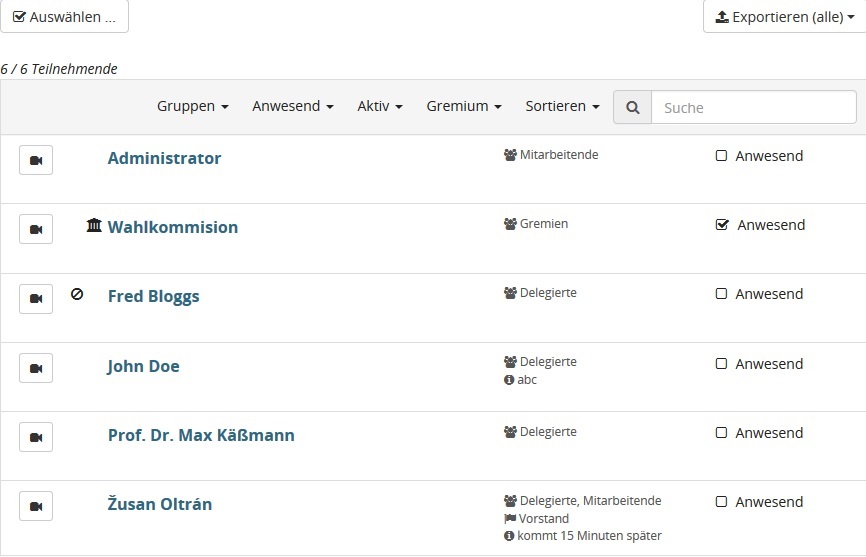 Auswählen ...
Exportieren (alle)
6 / 6 Teilnehmende
Gruppen Anwesend Aktiv Gremium Sortieren Suche
Administrator Mitarbeitende Anwesend
Wahlkommision Gremien Anwesend
Fred Bloggs Delegierte Anwesend
John Doe Delegierte Anwesend
abc
Prof. Dr. Max Käßmann Delegierte Anwesend
Žusan Oltrán Delegierte, Mitarbeitende Anwesend
Vorstand
kommt 15 Minuten später